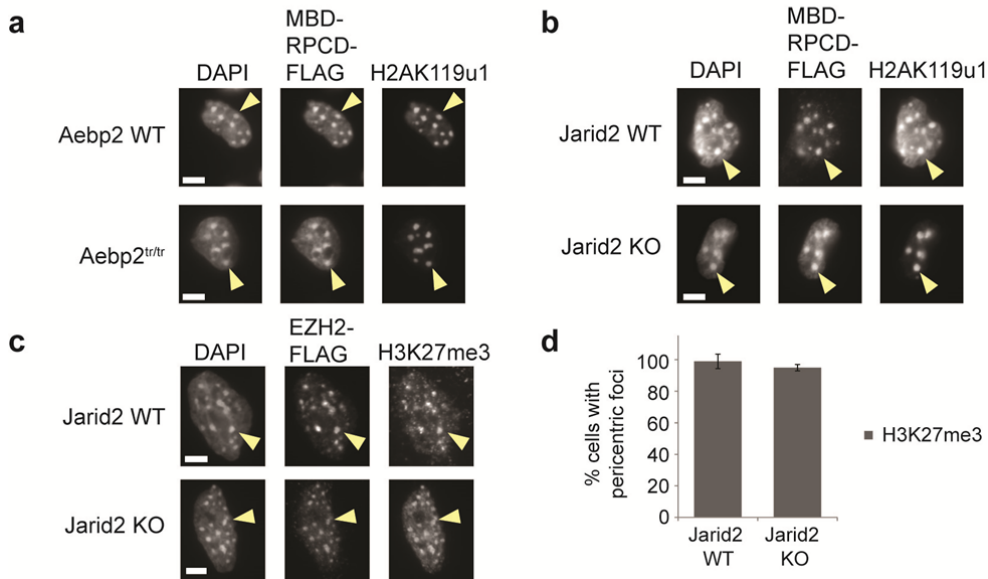 a
MBD-
RPCD-
DAPI FLAG H2AK119u1
Aebp2 WT
Aebp2tr/tr
b
MBD-
RPCD-
DAPI FLAG H2AK119u1
Jarid2 WT
Jarid2 KO
c
EZH2-
DAPI FLAG H3K27me3
Jarid2 WT
Jarid2 KO
d
% cells with
pericentric foci
100
80
60
40
20
0
Jarid2 Jarid2
WT KO
H3K27me3